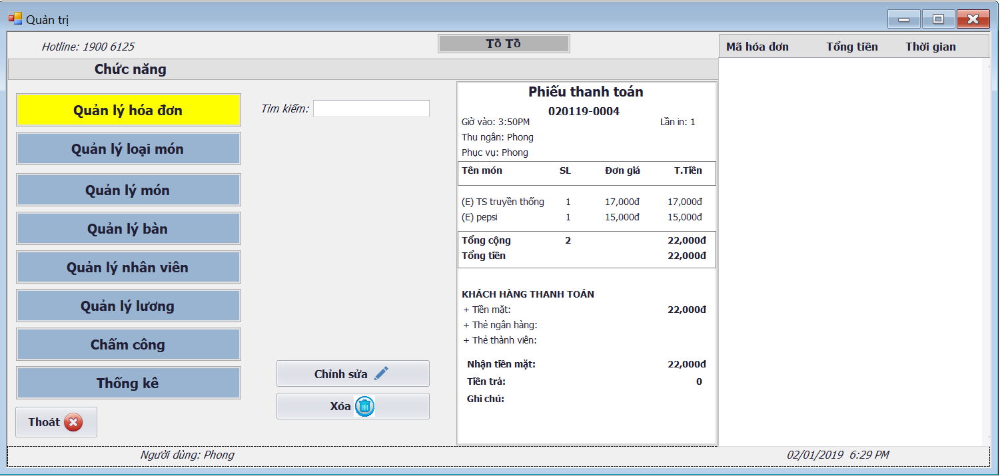 Quản trị
Hotline: 1900 6125
Tồ Tồ
Mã hóa đơn Tổng tiền Thời gian
Chức năng
Quản lý hóa đơn
Quản lý loại món
Quản lý món
Quản lý bàn
Quản lý nhân viên
Quản lý lương
Chấm công
Thống kê
Thoát
Tìm kiếm:
Chỉnh sửa
Xóa
Phiếu thanh toán
020119-0004
Giờ vào: 3:50PM Lần in: 1
Thu ngân: Phong
Phục vụ: Phong
Tên món SL Đơn giá T.Tiền
(E) TS truyền thống 1 17,000đ 17,000đ
(E) pepsi 1 15,000đ 15,000đ
Tổng cộng 2 22,000đ
Tổng tiền 22,000đ
KHÁCH HÀNG THANH TOÁN
+ Tiền mặt: 22,000đ
+ Thẻ ngân hàng:
+ Thẻ thành viên:
Nhận tiền mặt: 22,000đ
Tiền trả: 0
Ghi chú:
Người dùng: Phong
02/01/2019 6:29 PM